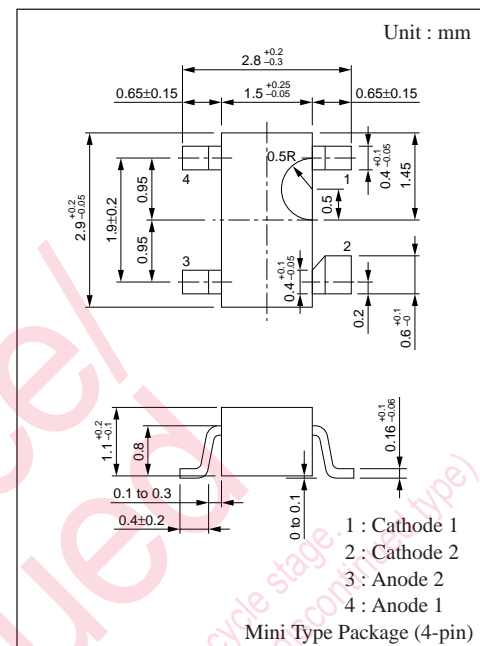 Unit : mm
2.8 +0.2 −0.3
0.65±0.15
1.5 +0.25 −0.05
0.65±0.15
4
0.5R
1
0.4 +0.1 −0.05
1.45
2.9 +0.2 −0.05
1.9±0.2
0.95
0.95
0.5
3
2
0.4 +0.1 −0.05
0.2
0.6 +0.1 −0
1.1 +0.2 −0.1
0.8
0.16 +0.1 −0.06
0.1 to 0.3
0.4±0.2
0 to 0.1
1 : Cathode 1
2 : Cathode 2
3 : Anode 2
4 : Anode 1
Mini Type Package (4-pin)
cycle stage.
discontinued type)